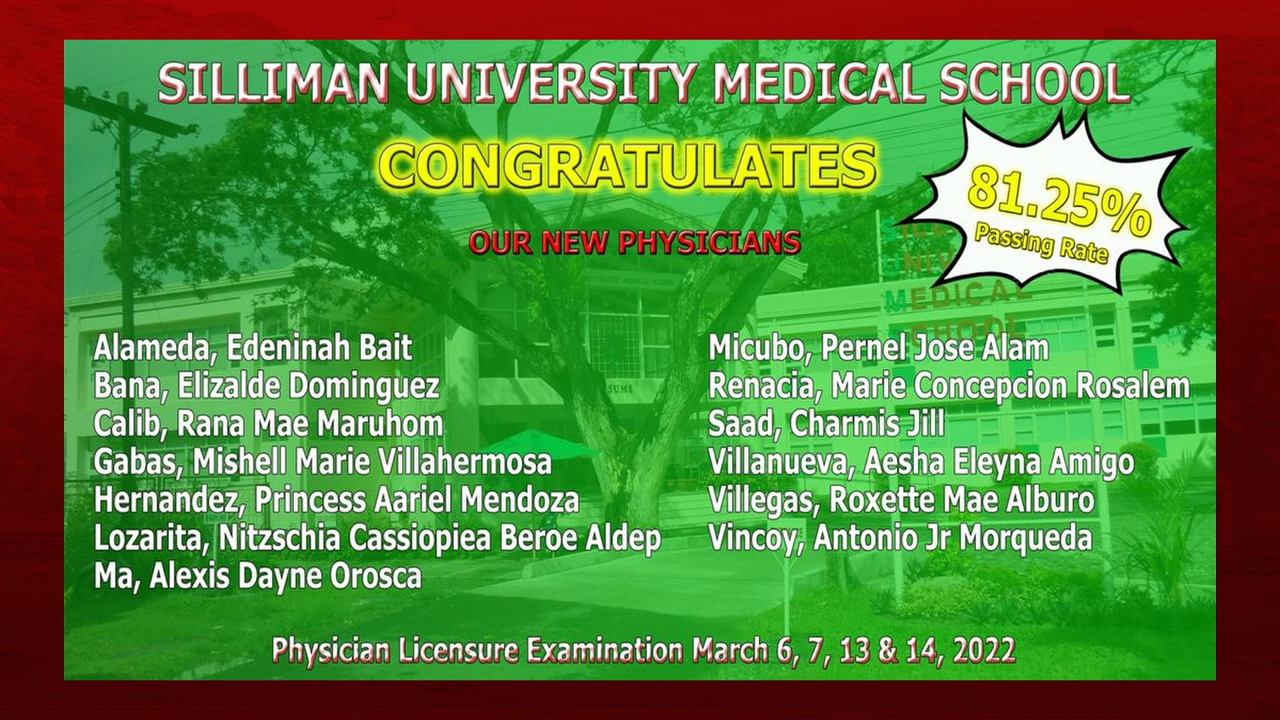 SILLIMAN UNIVERSITY MEDICAL SCHOOL
CONGRATULATES
OUR NEW PHYSICIANS
81.25%
Passing Rate
MEDICAL
SCHOOL
SUMS
Alameda, Edeninah Bait
Bana, Elizalde Dominguez
Calib, Rana Mae Maruhom
Gabas, Mishell Marie Villahermosa
Hernandez, Princess Aariel Mendoza
Lozarita, Nitzschia Cassiopiea Beroe Aldep
Ma, Alexis Dayne Orosca
Micubo, Pernel Jose Alam
Renacia, Marie Concepcion Rosalem
Saad, Charmis Jill
Villanueva, Aesha Eleyna Amigo
Villegas, Roxette Mae Alburo
Vincoy, Antonio Jr Morqueda
Physician Licensure Examination March 6, 7, 13 & 14, 2022